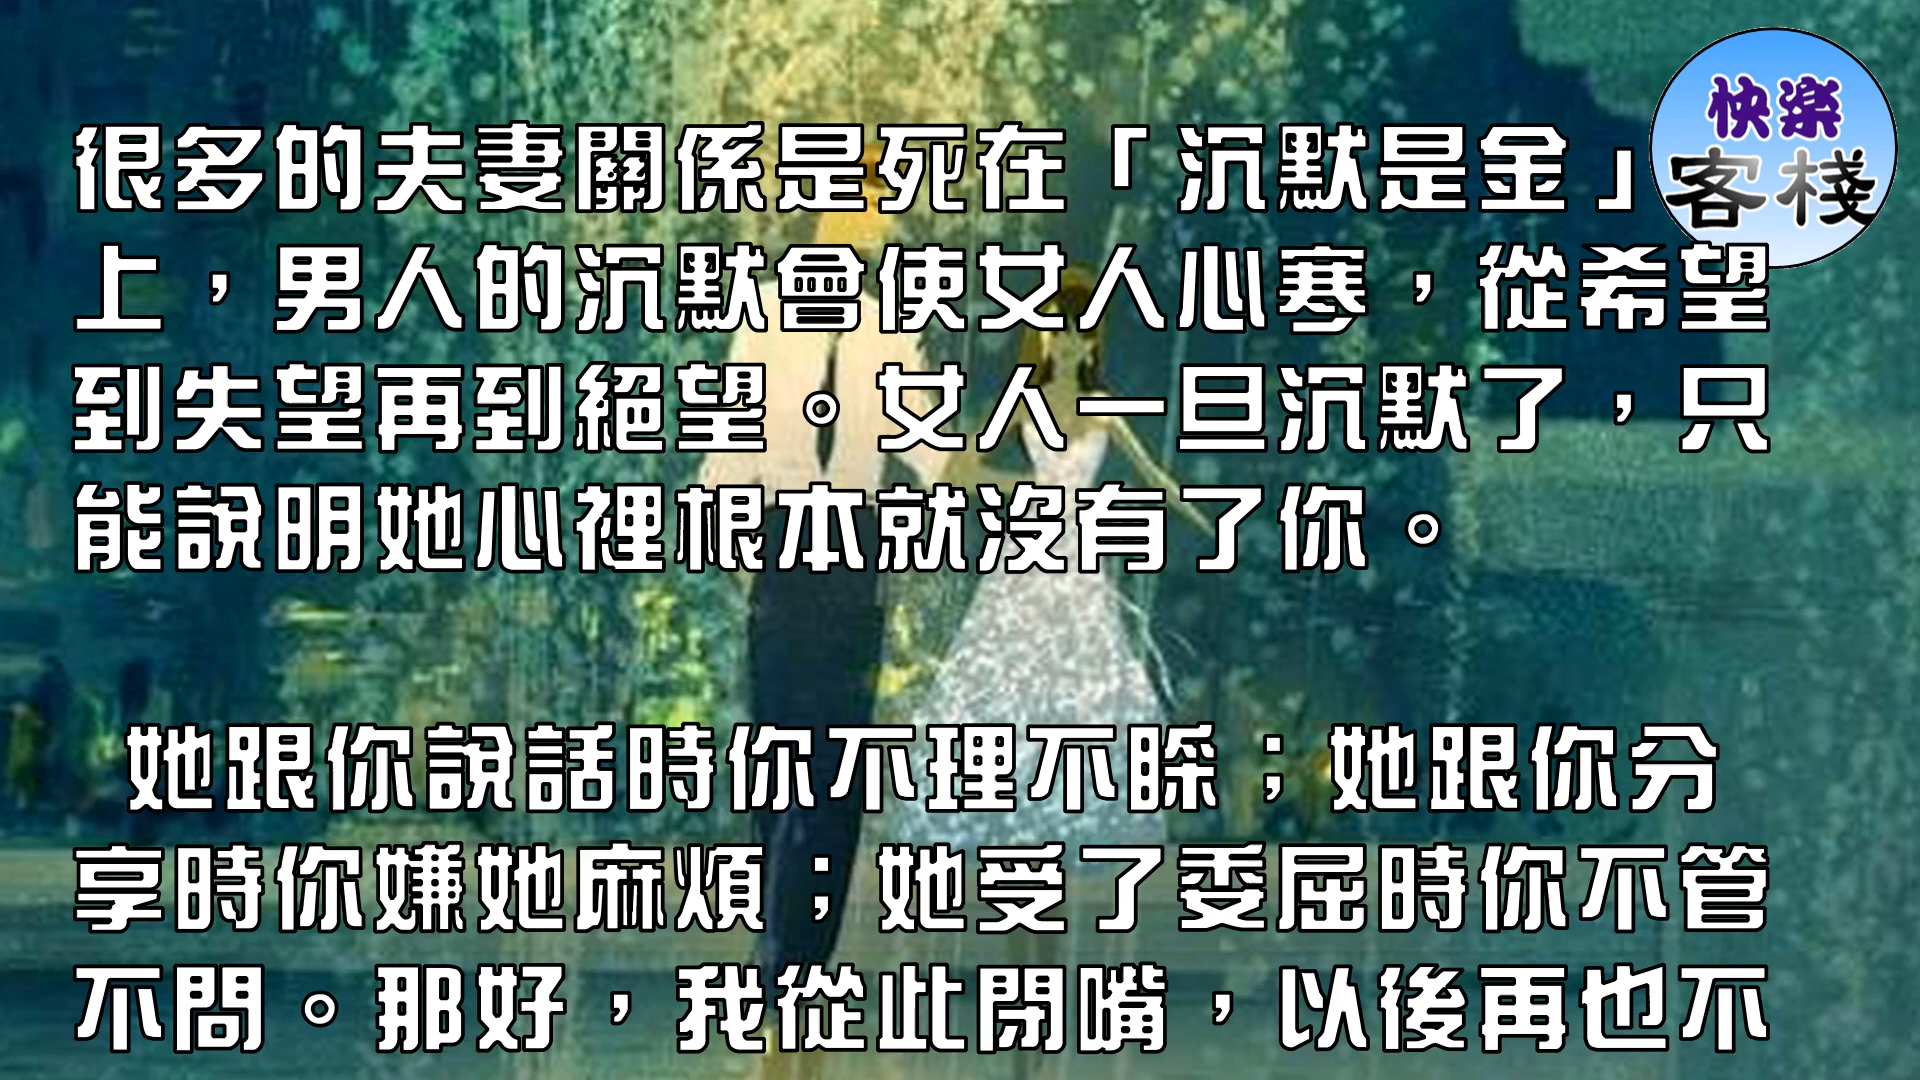 快樂
客棧
很多的夫妻關係是死在「沉默是金」
上，男人的沉默會使女人心寒，從希望
到失望再到絕望。女人一旦沉默了，只
能說明她心裡根本就沒有了你。
她跟你說話時你不理不睬；她跟你分
享時你嫌她麻煩；她受了委屈時你不管
不問。那好，我從此閉嘴，以後再也不